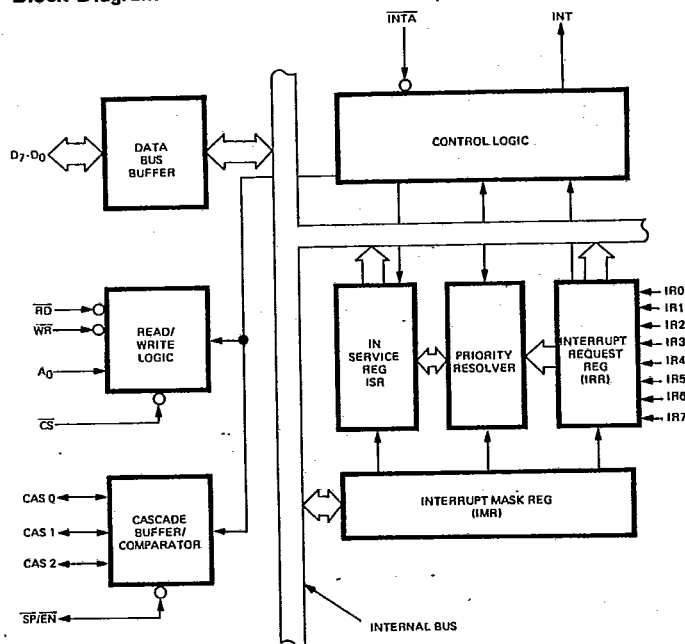 Block Diagram
INTA
INT
CONTROL LOGIC
D7-D0
DATA
BUS
BUFFER
RD
WR
A0
CS
READ/
WRITE
LOGIC
IN
SERVICE
REG
ISR
PRIORITY
RESOLVER
INTERRUPT
REQUEST
REG
(IRR)
IR0
IR1
IR2
IR3
IR4
IR5
IR6
IR7
CAS 0
CAS 1
CAS 2
SP/EN
CASCADE
BUFFER/
COMPARATOR
INTERRUPT MASK REG
(IMR)
INTERNAL BUS